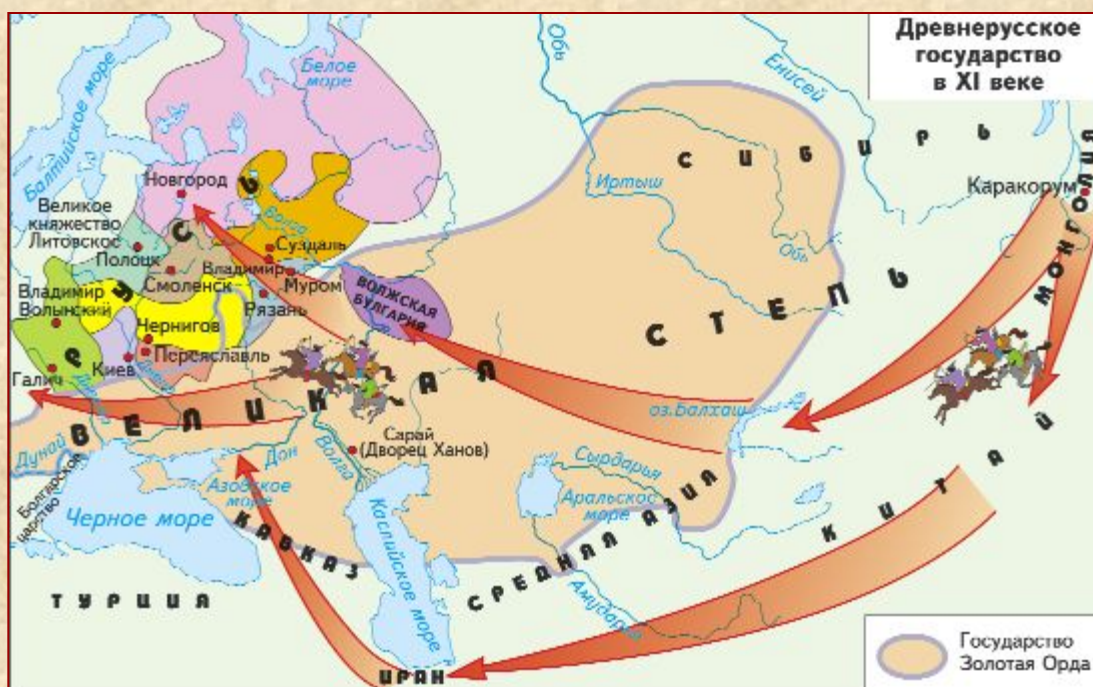 Древнерусское
государство
в XI веке
Белое
море
Обь
Енисей
Балтийское море
СИБИРЬ
Новгород
Иртыш
Каракорум
МОНГОЛИЯ
Великое
княжество
Литовское
Волга
Суздаль
Обь
Полоцк
Владимир
Смоленск
Муром
ВОЛЖСКАЯ
БУЛГАРИЯ
Владимир
Волынский
Рязань
РУСЬ
Чернигов
Переяславль
Киев
Галич
Днепр
ВЕЛИКАЯ СТЕПЬ
оз.Балхаш
Сарай
(Дворец Ханов)
Дунай
Дон
Волга
Сырдарья
Болгарское
царство
Азовское
море
Аральское
море
КИТАЙ
Черное море
КАВКАЗ
Каспийское море
СРЕДНЯЯ АЗИЯ
ТУРЦИЯ
Амударья
ИРАН
Государство
Золотая Орда